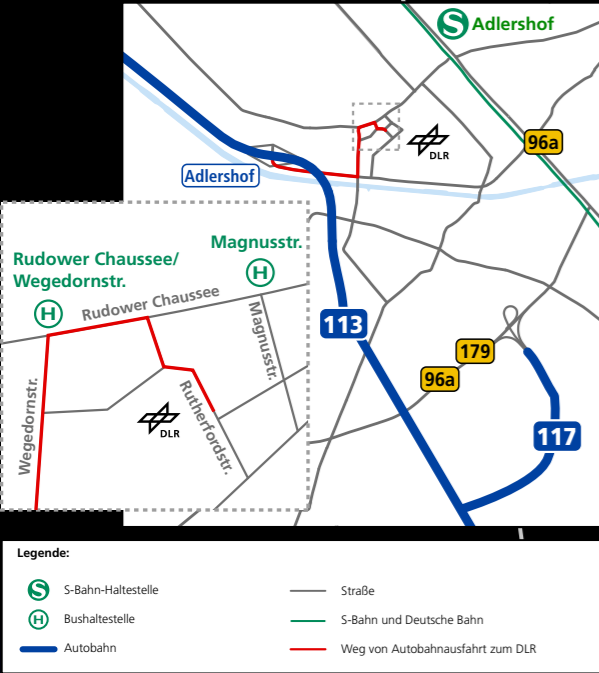 S Adlershof
96a
DLR
Adlershof
113
179
96a
117
Magnusstr.
H
Rudower Chaussee/
Wegedornstr.
H
Rudower Chaussee
Magnusstr.
Wegedornstr.
Rutherfordstr.
DLR
Legende:
S S-Bahn-Haltestelle
H Bushaltestelle
Autobahn
Straße
S-Bahn und Deutsche Bahn
Weg von Autobahnausfahrt zum DLR